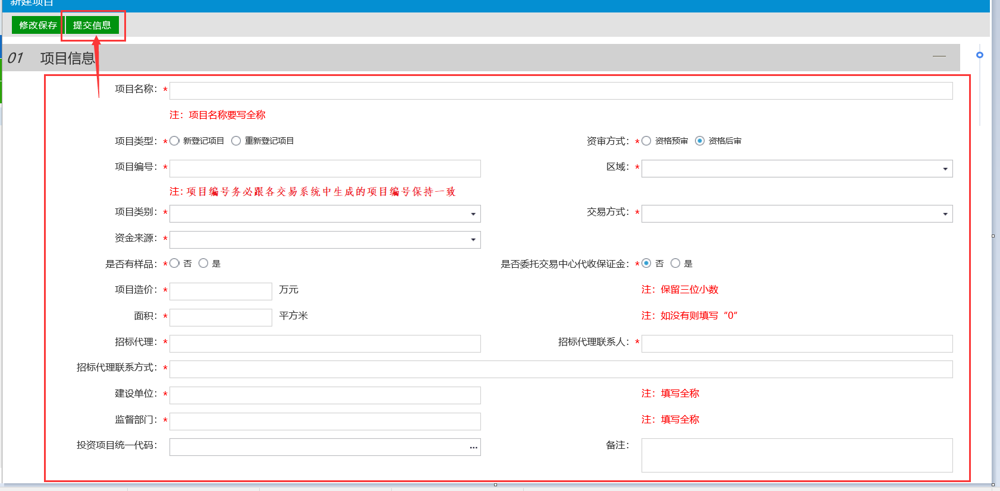 新建项目
修改保存 提交信息
01 项目信息
项目名称：*
注：项目名称要写全称
项目类型：* 新登记项目 重新登记项目 资审方式：* 资格预审 资格后审
项目编号：* 区域：*
注:项目编号务必跟各交易系统中生成的项目编号保持一致
项目类别：* 交易方式：*
资金来源：*
是否有样品：* 否 是 是否委托交易中心代收保证金：* 否 是
项目造价：* 万元 注：保留三位小数
面积：* 平方米 注：如没有则填写“0”
招标代理：* 招标代理联系人：*
招标代理联系方式：*
建设单位：* 注：填写全称
监督部门：* 注：填写全称
投资项目统一代码： ... 备注：